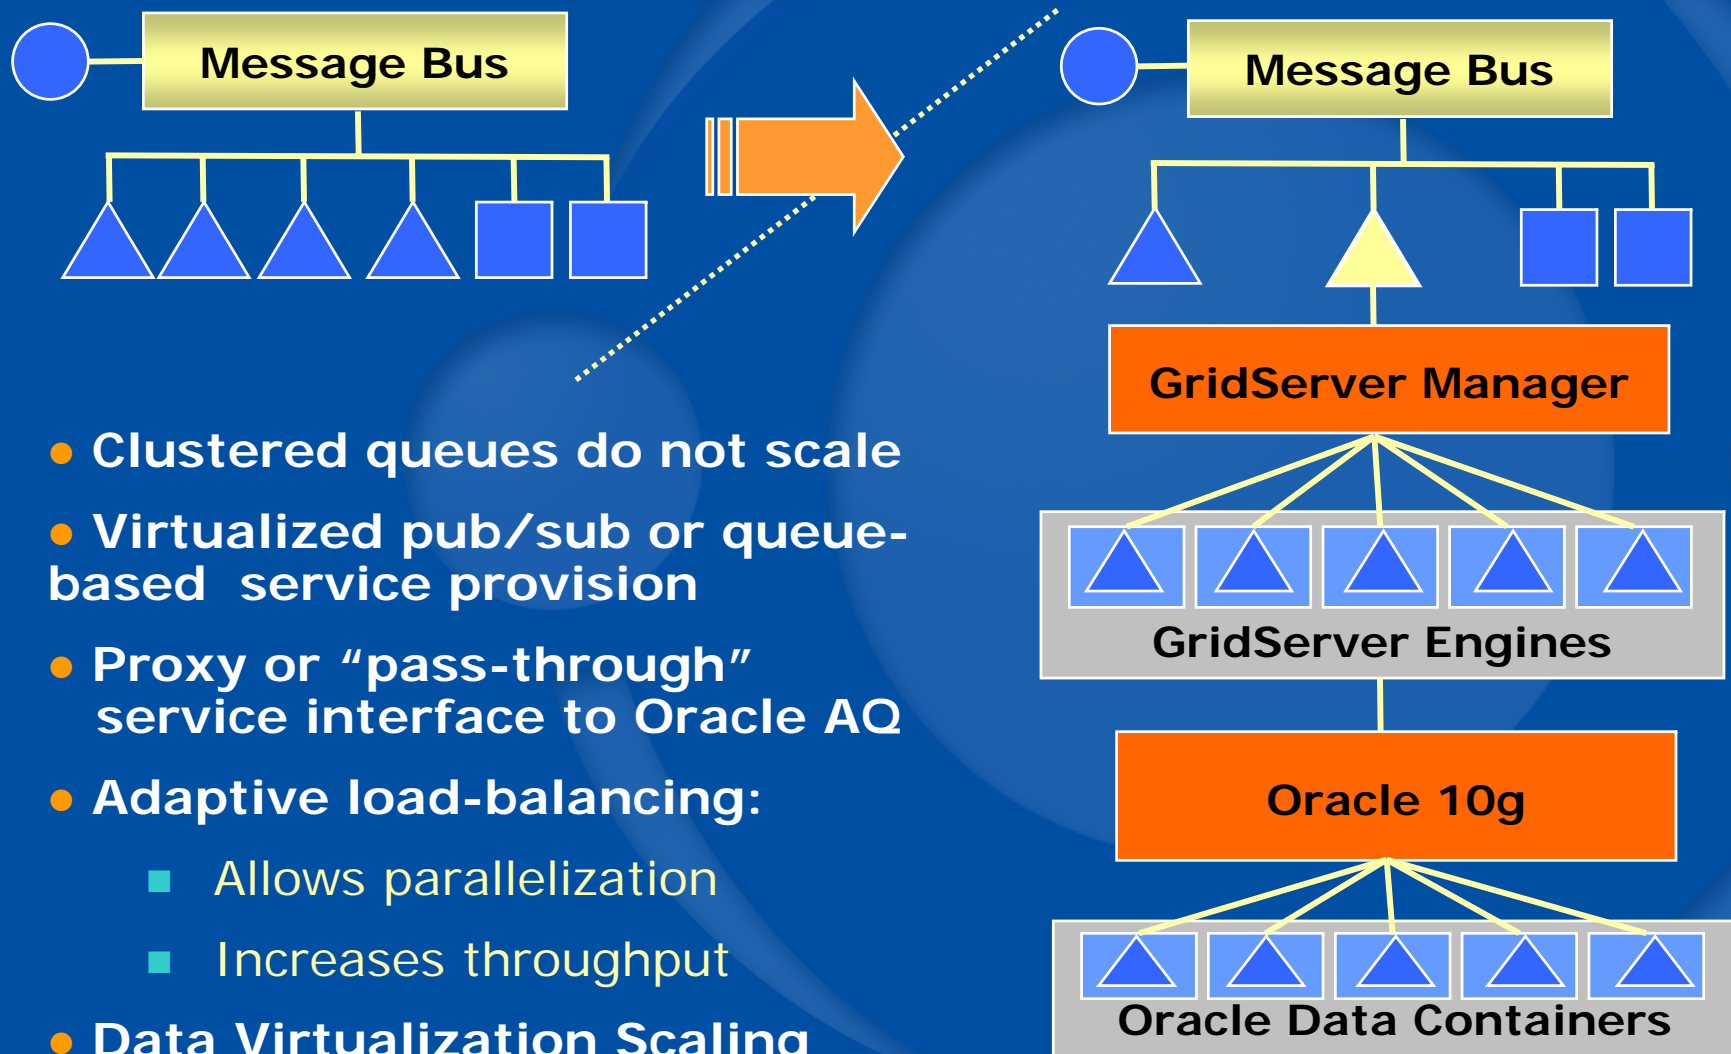 Message Bus
Message Bus
GridServer Manager
GridServer Engines
Oracle 10g
Oracle Data Containers
● Clustered queues do not scale
● Virtualized pub/sub or queue-
based service provision
● Proxy or “pass-through”
service interface to Oracle AQ
● Adaptive load-balancing:
■ Allows parallelization
■ Increases throughput
● Data Virtualization Scaling